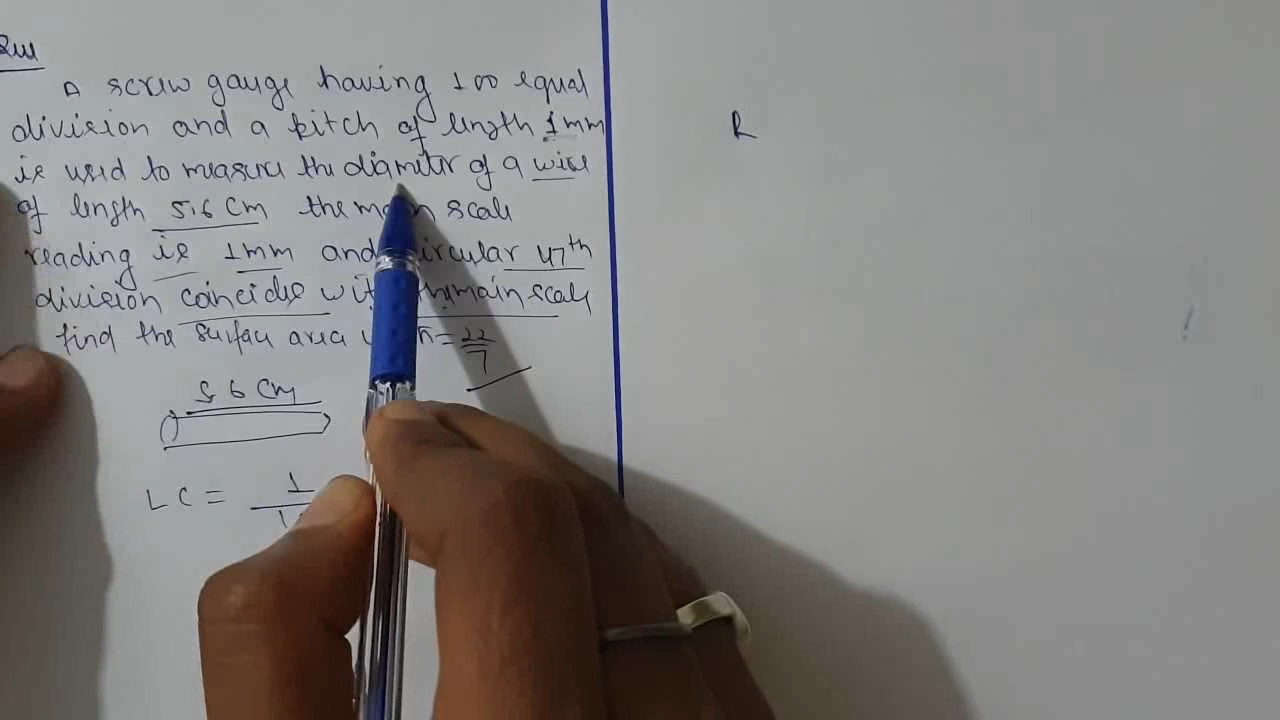 Que
A screw gauge having 100 equal
division and a pitch of length 1mm
is used to measure the diameter of a wire
of length 5.6 cm the main scale
reading is 1mm and circular 47th
division coincide with the main scale
find the surface area π = 22/7
5.6 cm
LC = 1/
R